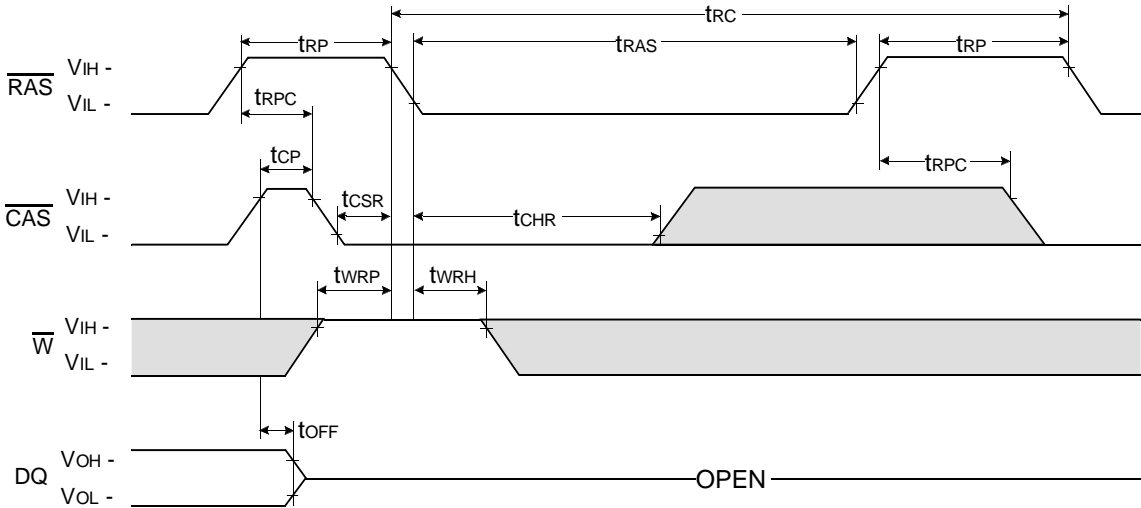 tRC
tRP
tRAS
tRP
RAS
VIH -
VIL -
tRPC
tCP
tRPC
CAS
VIH -
VIL -
tCSR
tCHR
tWRP
tWRH
W
VIH -
VIL -
tOFF
DQ
VOH -
VOL -
OPEN